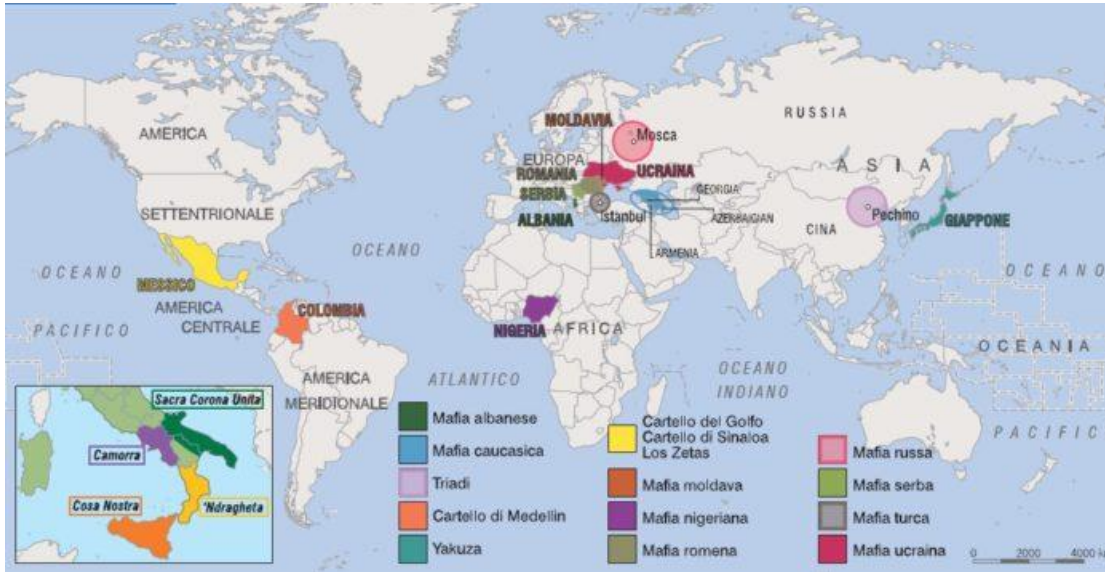 MOLDAVIA
RUSSIA
AMERICA
Mosca
EUROPA
ROMANIA
UCRAINA
A S I A
SERBIA
GEORGIA
SETTENTRIONALE
Istanbul
Pechino
ALBANIA
AZERBAIGIAN
CINA
GIAPPONE
OCEANO
ARMENIA
OCEANO
OCEANO
MESSICO
AMERICA
CENTRALE
COLOMBIA
PACIFICO
NIGERIA
AFRICA
OCEANIA
OCEANO
INDIANO
AMERICA
MERIDIONALE
ATLANTICO
PACIFIC
Sacra Corona Unita
Camorra
Cosa Nostra
'Ndragheta
Mafia albanese
Mafia caucasica
Triadi
Cartello di Medellin
Yakuza
Cartello del Golfo
Cartello di Sinaloa
Los Zetas
Mafia moldava
Mafia nigeriana
Mafia romena
Mafia russa
Mafia serba
Mafia turca
Mafia ucraina
0 2000 4000 k